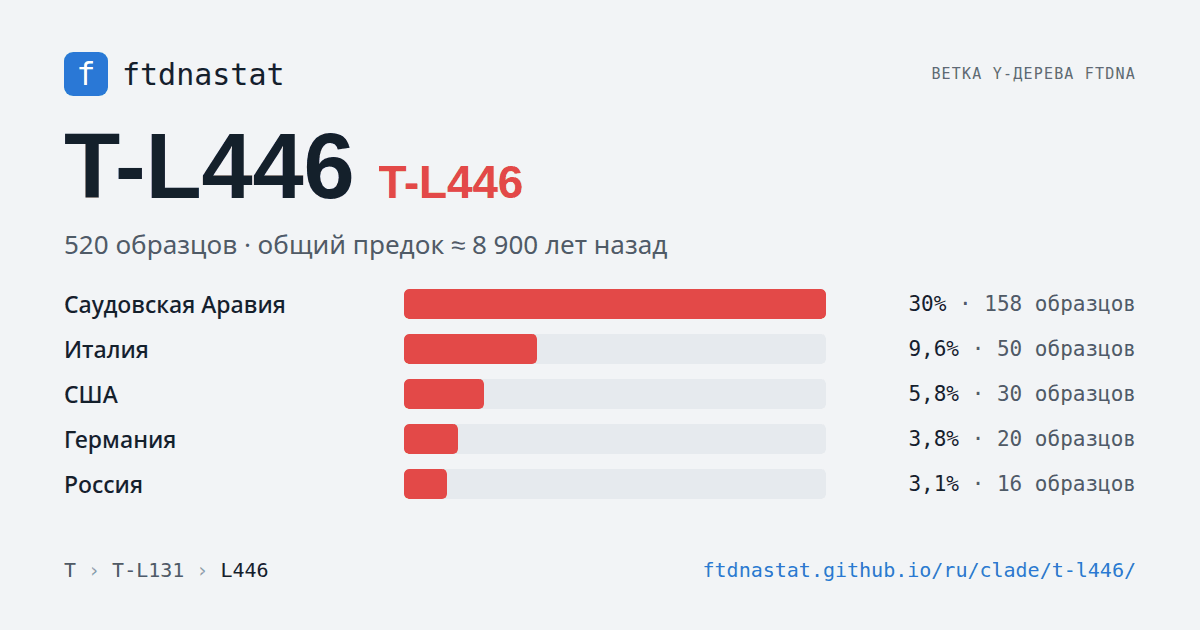 f ftdnastat
ВЕТКА Y-ДЕРЕВА FTDNA
T-L446 T-L446
520 образцов · общий предок ≈ 8 900 лет назад
Саудовская Аравия 30% · 158 образцов
Италия 9,6% · 50 образцов
США 5,8% · 30 образцов
Германия 3,8% · 20 образцов
Россия 3,1% · 16 образцов
T › T-L131 › L446
ftdnastat.github.io/ru/clade/t-l446/